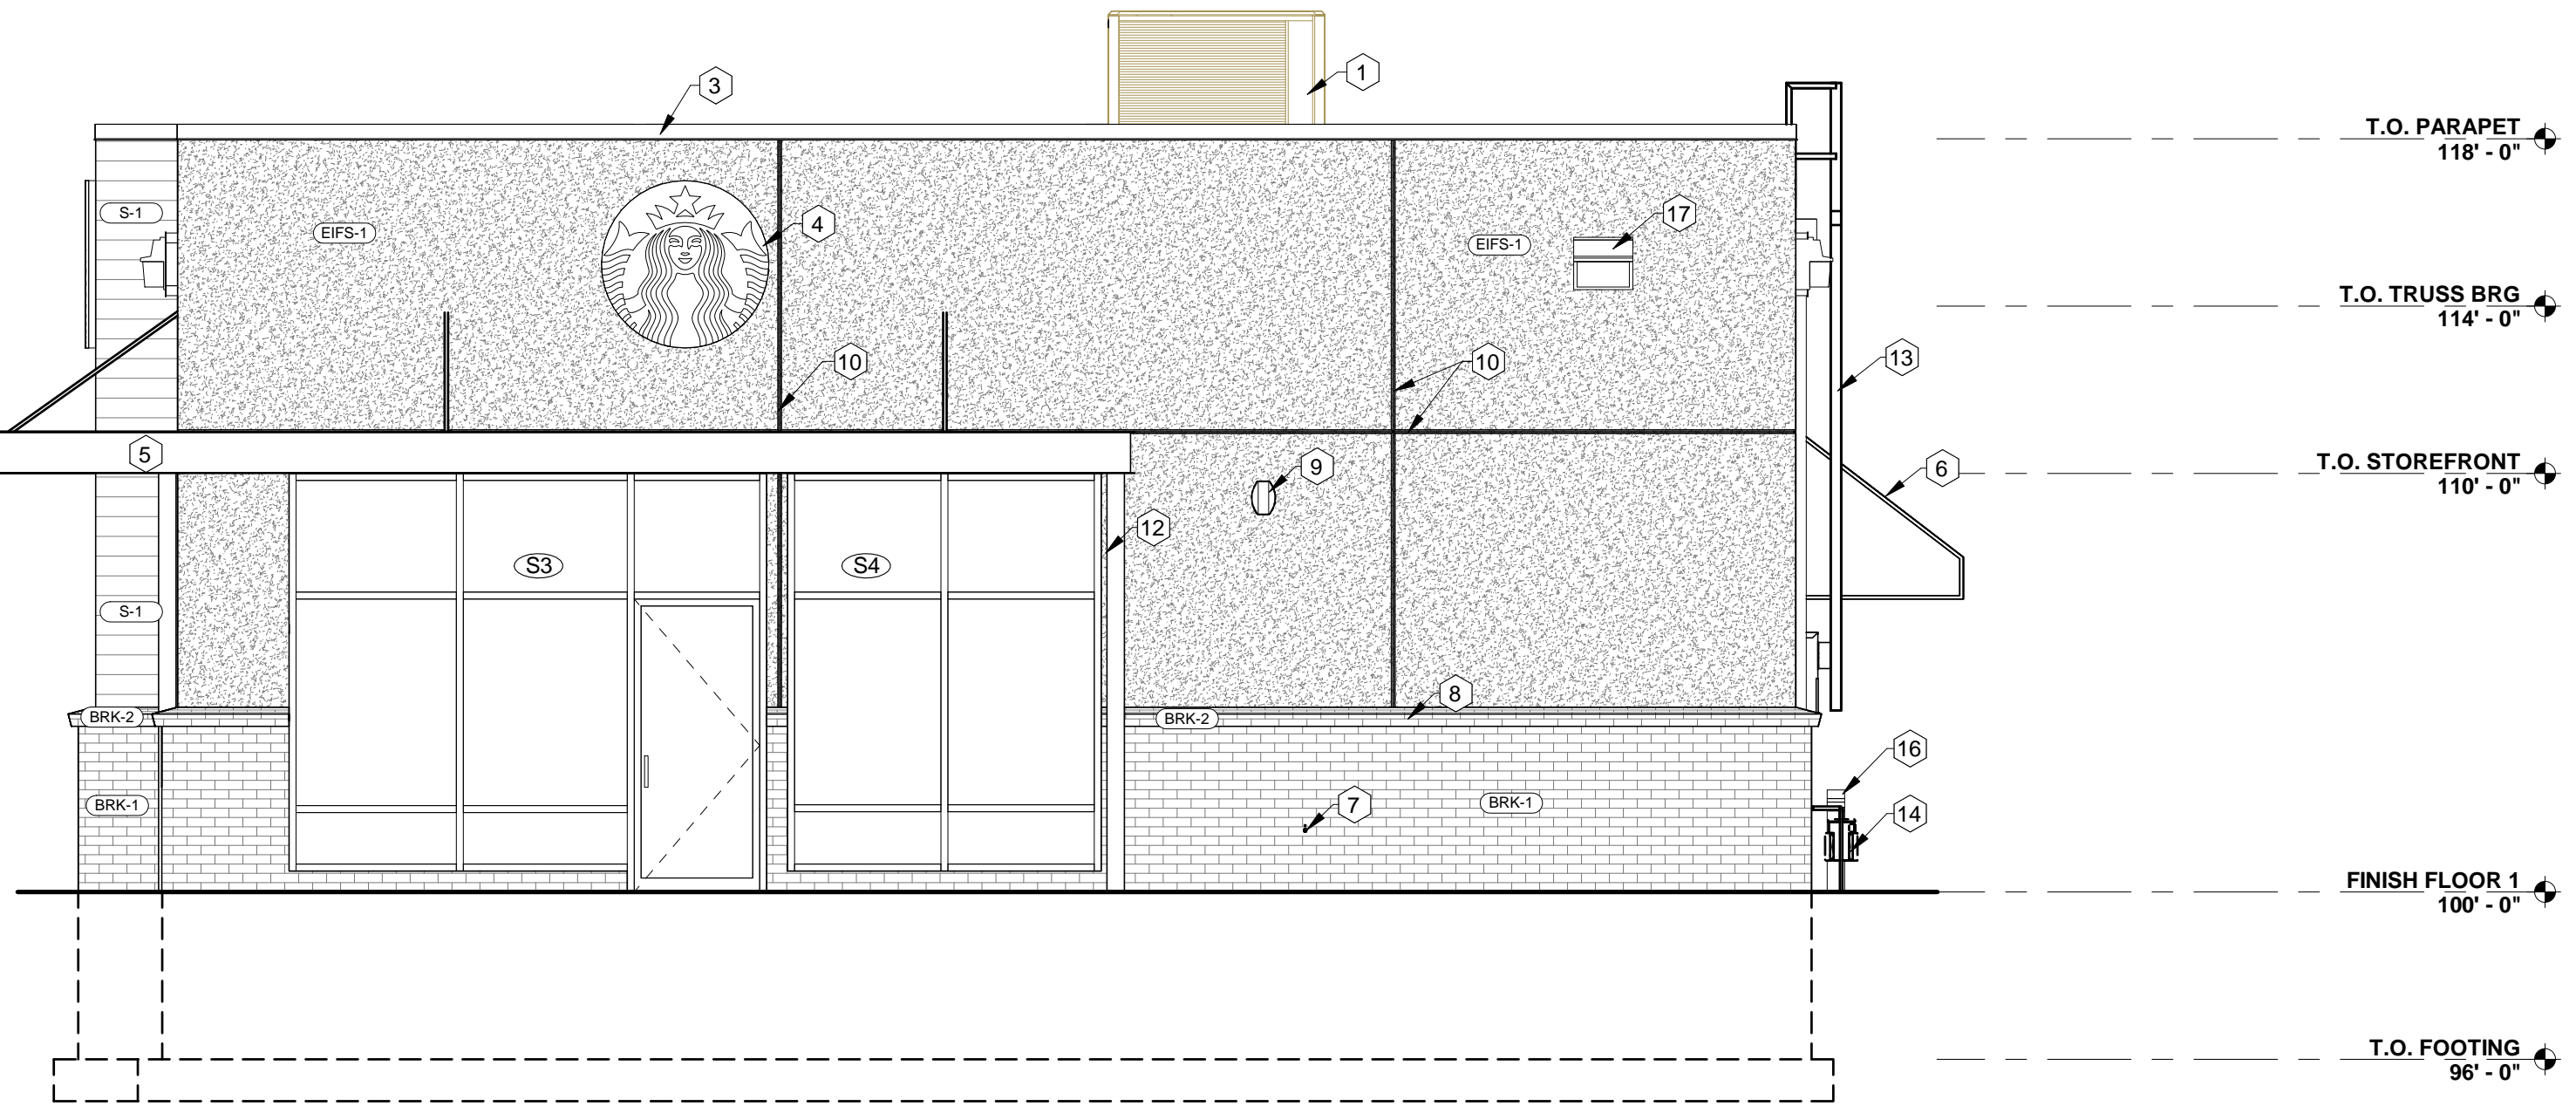 1
3
T.O. PARAPET
118' - 0"
S-1
EIFS-1
4
17
EIFS-1
T.O. TRUSS BRG
114' - 0"
10
10
13
5
9
6
T.O. STOREFRONT
110' - 0"
12
S3
S4
S-1
8
BRK-2
BRK-2
16
BRK-1
7
BRK-1
14
FINISH FLOOR 1
100' - 0"
T.O. FOOTING
96' - 0"